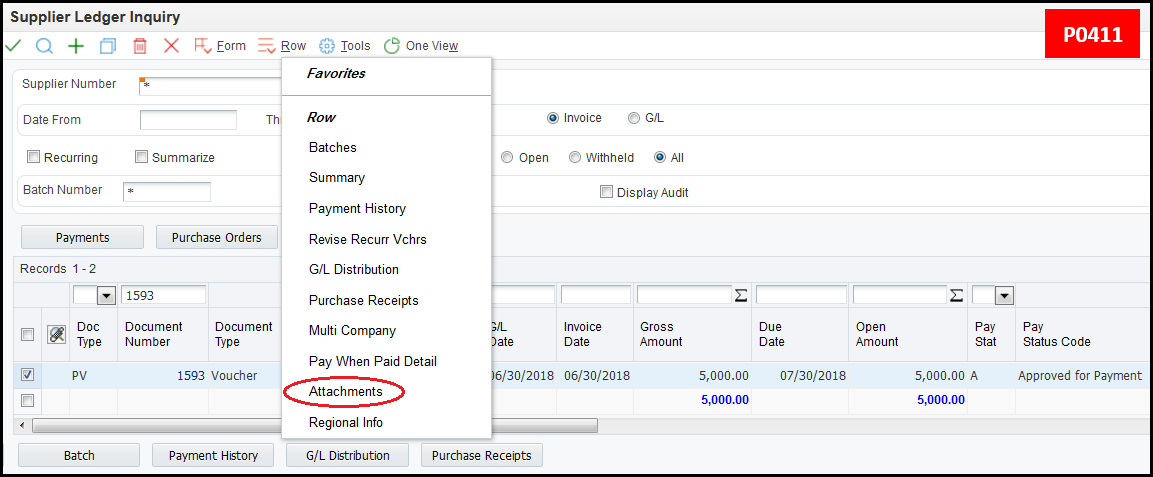 Supplier Ledger Inquiry
P0411
Form Row Tools One View
Favorites
Supplier Number *
Date From Th Invoice G/L
Row
Batches
Recurring Summarize Open Withheld All
Summary
Batch Number * Display Audit
Payment History
Revise Recurr Vchrs
Payments Purchase Orders
G/L Distribution
Records 1 - 2
Purchase Receipts
1593
Multi Company
Doc Type Document Number Document Type G/L Date Invoice Date Gross Amount Due Date Open Amount Pay Stat Pay Status Code
Pay When Paid Detail
PV 1593 Voucher 06/30/2018 06/30/2018 5,000.00 07/30/2018 5,000.00 A Approved for Payment
Attachments
5,000.00 5,000.00
Regional Info
Batch Payment History G/L Distribution Purchase Receipts